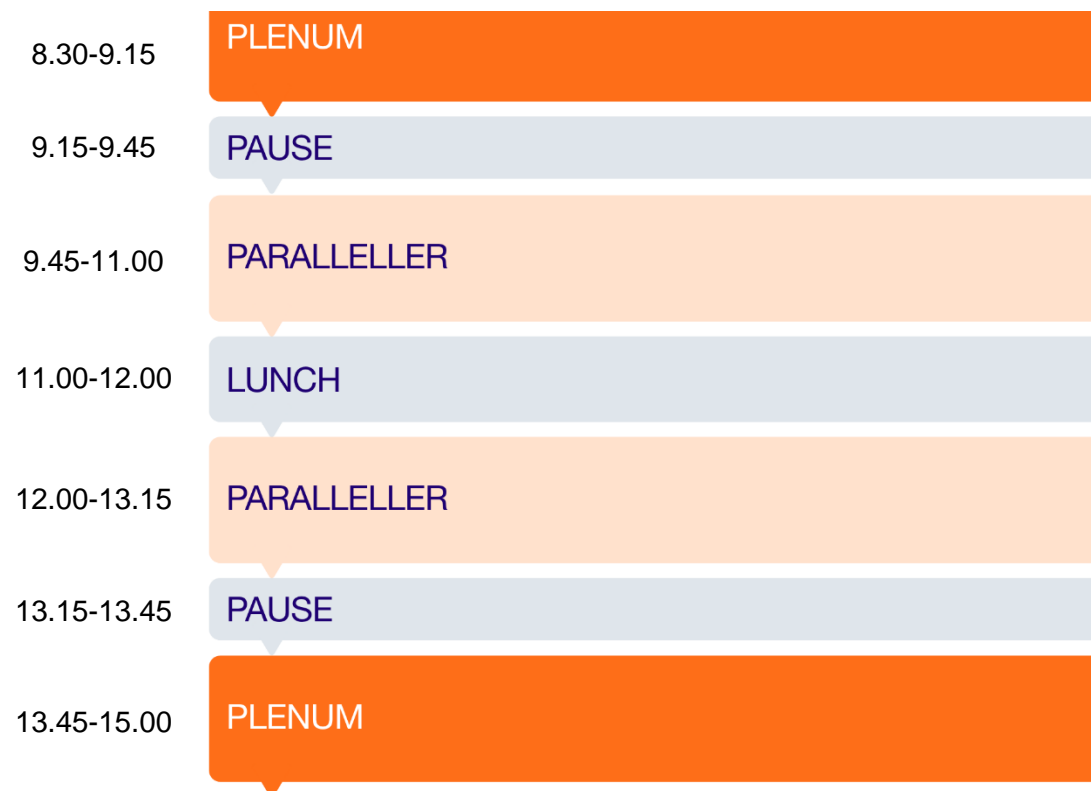 8.30-9.15 PLENUM
9.15-9.45 PAUSE
9.45-11.00 PARALLELLER
11.00-12.00 LUNCH
12.00-13.15 PARALLELLER
13.15-13.45 PAUSE
13.45-15.00 PLENUM